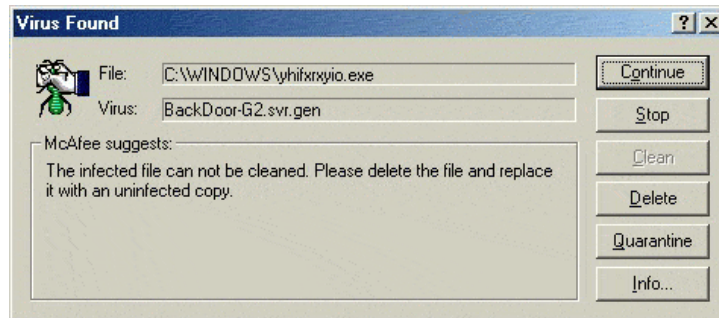 Virus Found
File: C:\WINDOWS\yhifxrxyio.exe
Virus: BackDoor-G2.svr.gen
McAfee suggests:
The infected file can not be cleaned. Please delete the file and replace
it with an uninfected copy.
Continue
Stop
Clean
Delete
Quarantine
Info...